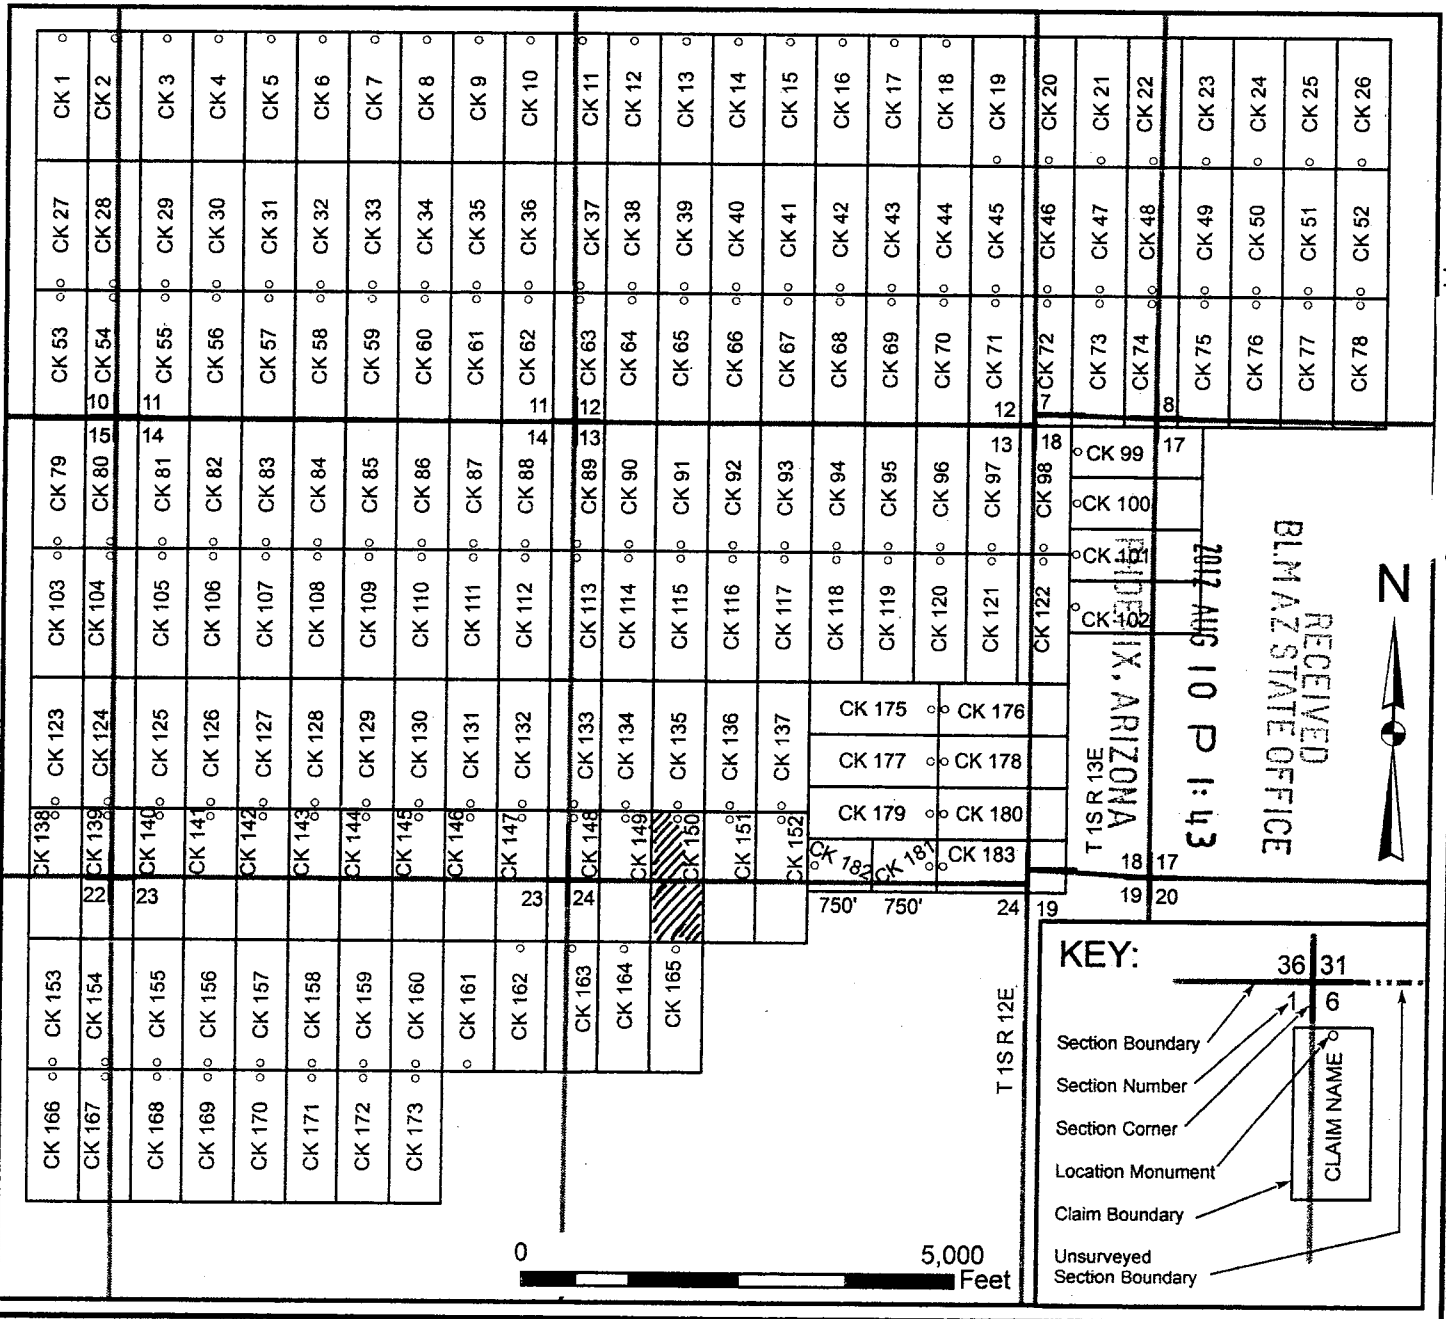 CK 1 CK 2 CK 3 CK 4 CK 5 CK 6 CK 7 CK 8 CK 9 CK 10 CK 11 CK 12 CK 13 CK 14 CK 15 CK 16 CK 17 CK 18 CK 19 CK 20 CK 21 CK 22 CK 23 CK 24 CK 25 CK 26
CK 27 CK 28 CK 29 CK 30 CK 31 CK 32 CK 33 CK 34 CK 35 CK 36 CK 37 CK 38 CK 39 CK 40 CK 41 CK 42 CK 43 CK 44 CK 45 CK 46 CK 47 CK 48 CK 49 CK 50 CK 51 CK 52
CK 53 CK 54 CK 55 CK 56 CK 57 CK 58 CK 59 CK 60 CK 61 CK 62 CK 63 CK 64 CK 65 CK 66 CK 67 CK 68 CK 69 CK 70 CK 71 CK 72 CK 73 CK 74 CK 75 CK 76 CK 77 CK 78
10 11 11 12 12 7 8
15 14 14 13 13 18 17
CK 79 CK 80 CK 81 CK 82 CK 83 CK 84 CK 85 CK 86 CK 87 CK 88 CK 89 CK 90 CK 91 CK 92 CK 93 CK 94 CK 95 CK 96 CK 97 CK 98
CK 99
CK 100
CK 101
CK 102
CK 103 CK 104 CK 105 CK 106 CK 107 CK 108 CK 109 CK 110 CK 111 CK 112 CK 113 CK 114 CK 115 CK 116 CK 117 CK 118 CK 119 CK 120 CK 121 CK 122
CK 123 CK 124 CK 125 CK 126 CK 127 CK 128 CK 129 CK 130 CK 131 CK 132 CK 133 CK 134 CK 135 CK 136 CK 137
CK 175 CK 176
CK 177 CK 178
CK 179 CK 180
CK 182 CK 181 CK 183
CK 138 CK 139 CK 140 CK 141 CK 142 CK 143 CK 144 CK 145 CK 146 CK 147 CK 148 CK 149 CK 150 CK 151 CK 152
18 17
22 23 23 24 750' 750' 24 19 19 20
CK 153 CK 154 CK 155 CK 156 CK 157 CK 158 CK 159 CK 160 CK 161 CK 162 CK 163 CK 164 CK 165
CK 166 CK 167 CK 168 CK 169 CK 170 CK 171 CK 172 CK 173
T 1S R 13E
T 1S R 12E
RECEIVED
BLM A.Z. STATE OFFICE
2012 AUG 10 P 1:43
PHOENIX, ARIZONA
N
KEY:
36 31
1 6
Section Boundary
Section Number
Section Corner
Location Monument
Claim Boundary
Unsurveyed
Section Boundary
CLAIM NAME
0 5,000
Feet